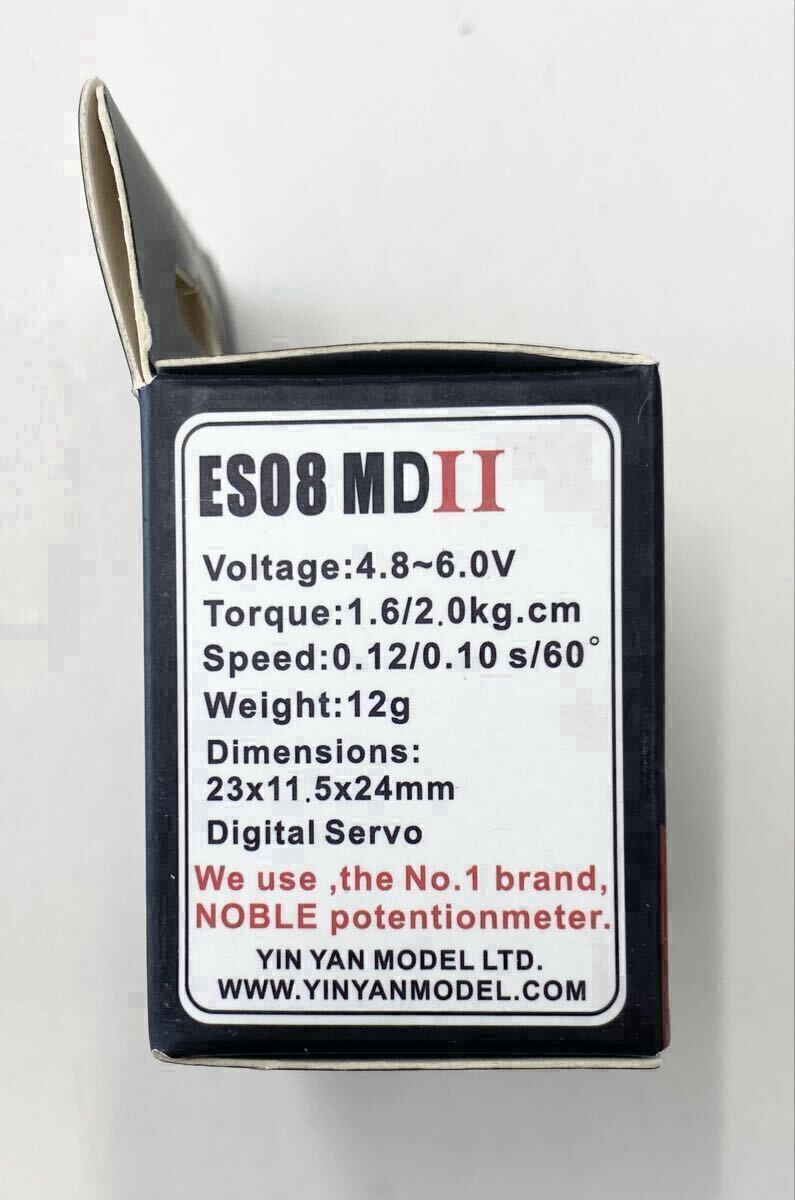 ES08 MDII
Voltage:4.8~6.0V
Torque:1.6/2.0kg.cm
Speed:0.12/0.10 s/60°
Weight:12g
Dimensions:
23x11.5x24mm
Digital Servo
We use ,the No.1 brand,
NOBLE potentionmeter.
YIN YAN MODEL LTD.
WWW.YINYANMODEL.COM